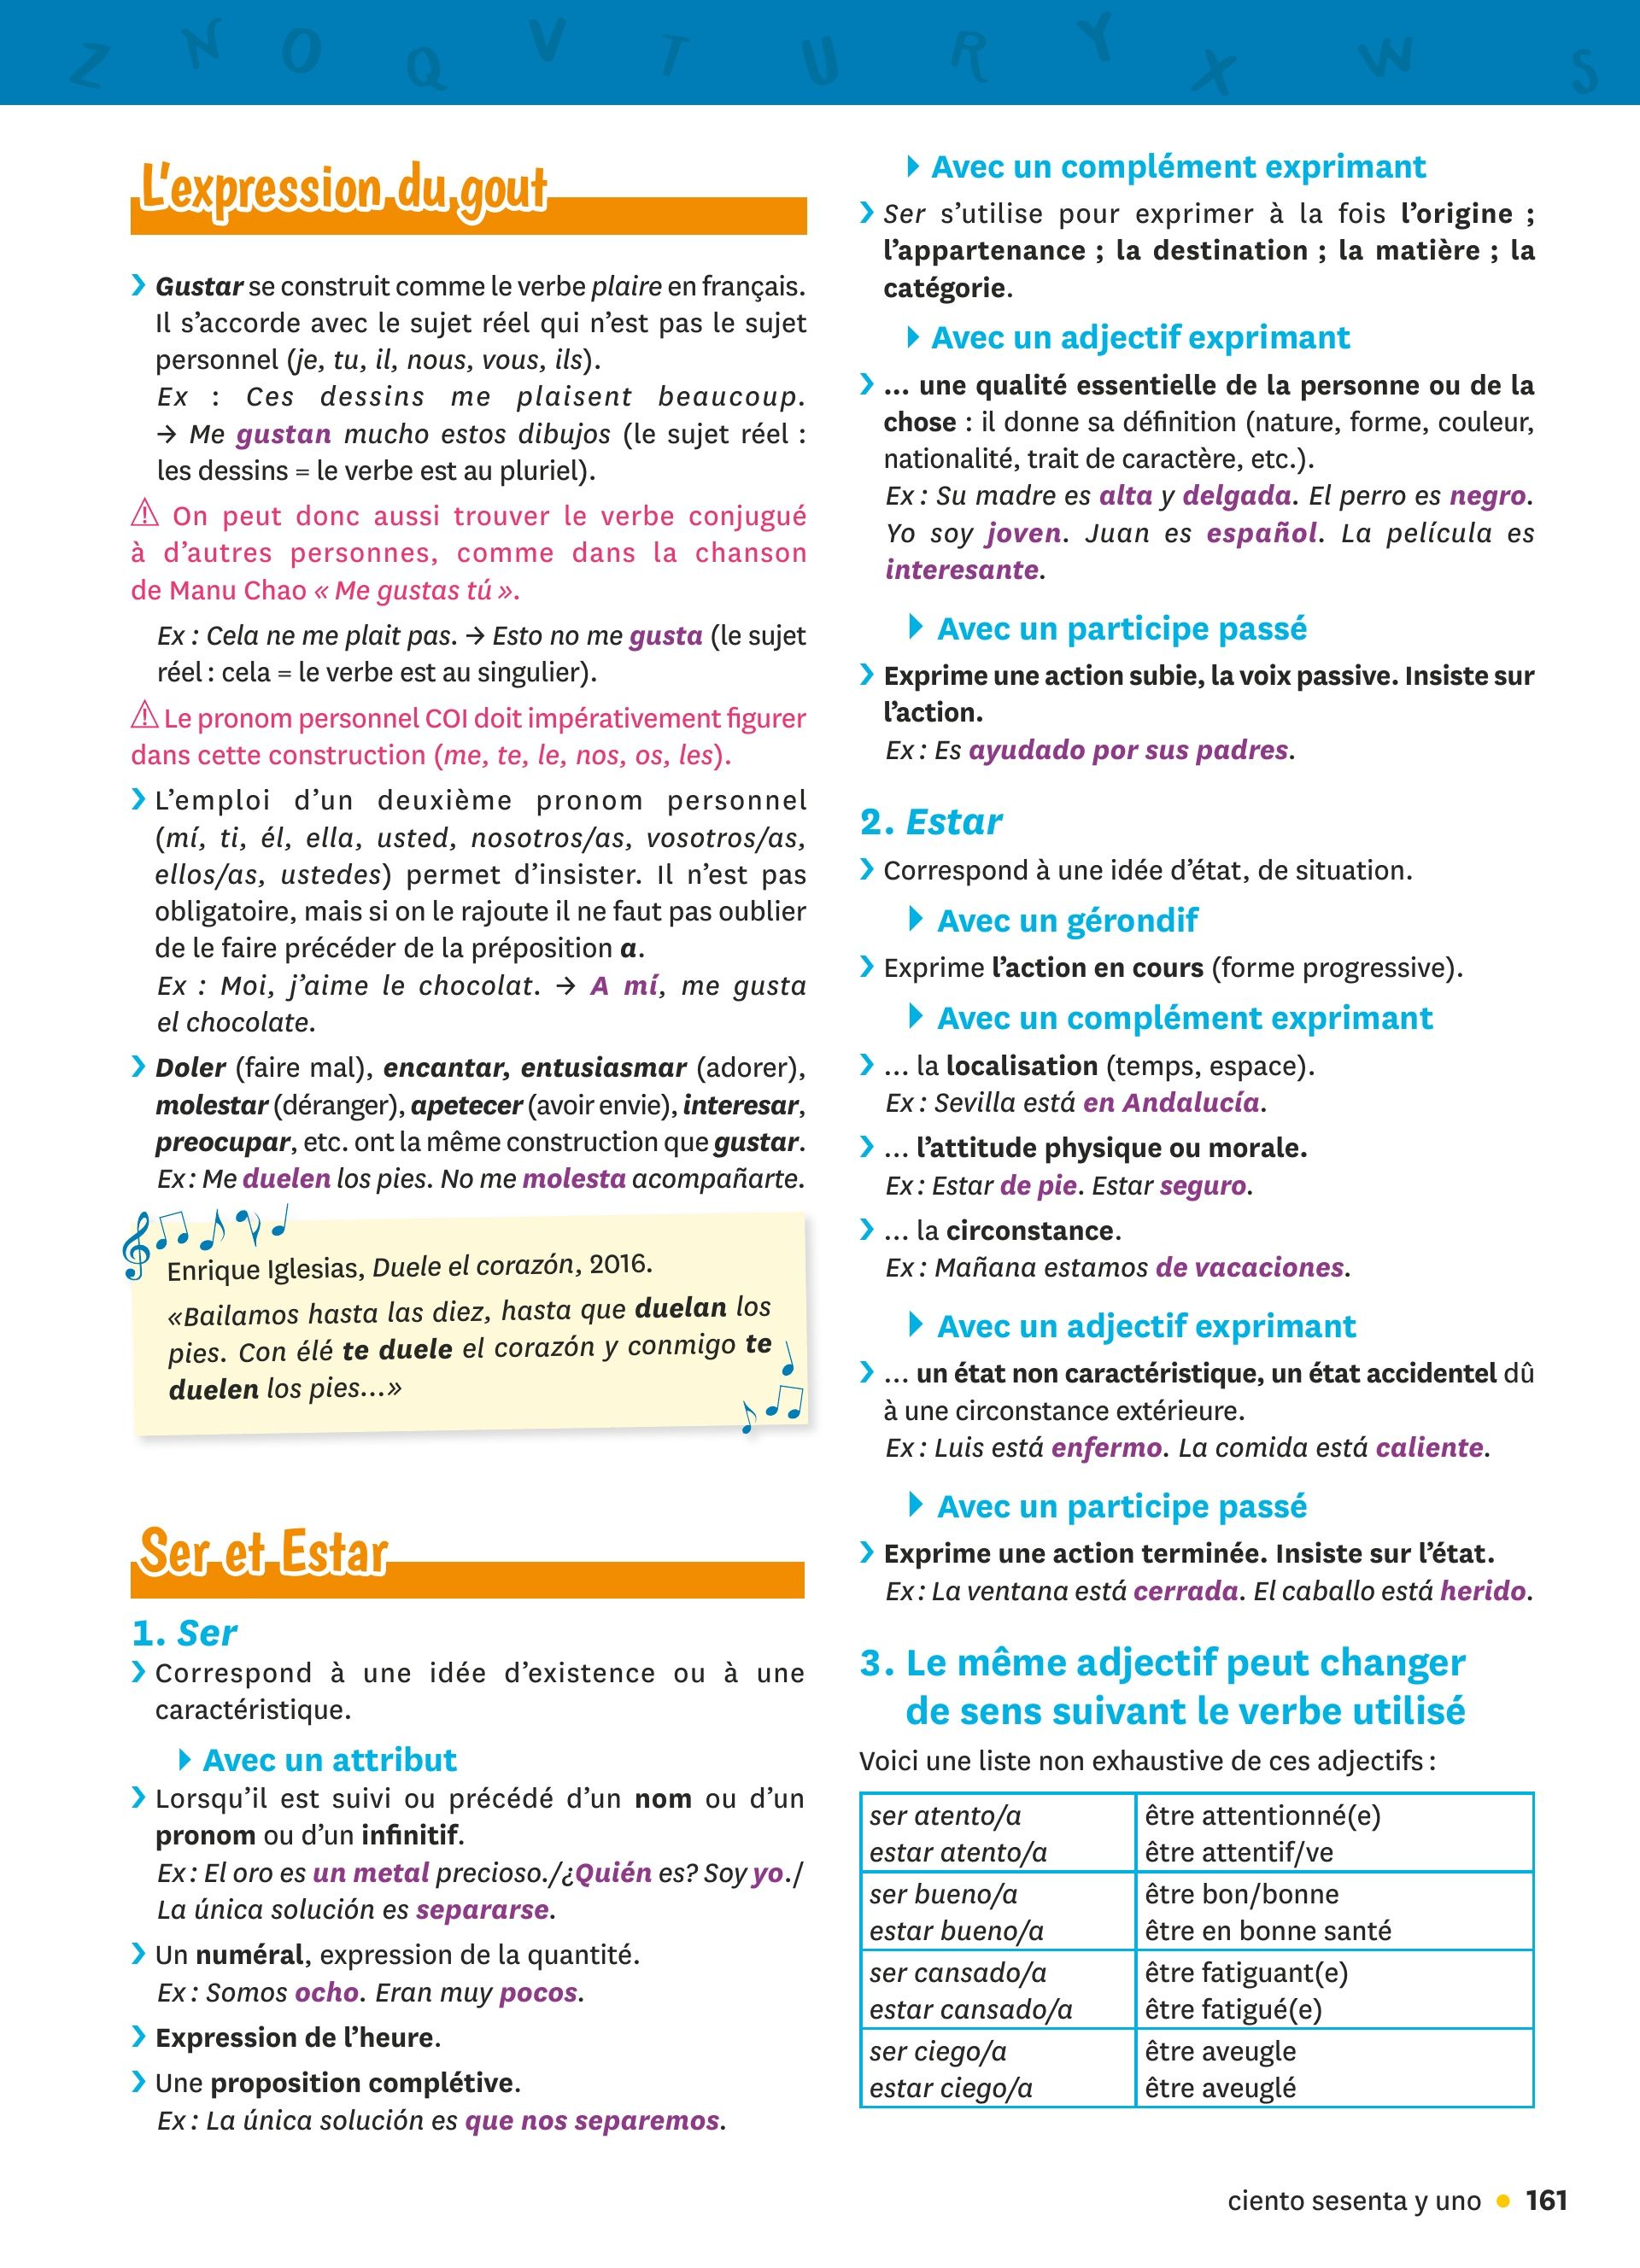 Z N O Q V T U R Y X W S
L’expression du gout
› Gustar se construit comme le verbe plaire en français.
Il s’accorde avec le sujet réel qui n’est pas le sujet
personnel (je, tu, il, nous, vous, ils).
Ex : Ces dessins me plaisent beaucoup.
→ Me gustan mucho estos dibujos (le sujet réel :
les dessins = le verbe est au pluriel).
⚠ On peut donc aussi trouver le verbe conjugué
à d’autres personnes, comme dans la chanson
de Manu Chao « Me gustas tú ».
Ex : Cela ne me plait pas. → Esto no me gusta (le sujet
réel : cela = le verbe est au singulier).
⚠ Le pronom personnel COI doit impérativement figurer
dans cette construction (me, te, le, nos, os, les).
› L’emploi d’un deuxième pronom personnel
(mí, ti, él, ella, usted, nosotros/as, vosotros/as,
ellos/as, ustedes) permet d’insister. Il n’est pas
obligatoire, mais si on le rajoute il ne faut pas oublier
de le faire précéder de la préposition a.
Ex : Moi, j’aime le chocolat. → A mí, me gusta
el chocolate.
› Doler (faire mal), encantar, entusiasmar (adorer),
molestar (déranger), apetecer (avoir envie), interesar,
preocupar, etc. ont la même construction que gustar.
Ex : Me duelen los pies. No me molesta acompañarte.
Enrique Iglesias, Duele el corazón, 2016.
«Bailamos hasta las diez, hasta que duelan los
pies. Con élé te duele el corazón y conmigo te
duelen los pies...»
Ser et Estar
1. Ser
› Correspond à une idée d’existence ou à une
caractéristique.
Avec un attribut
› Lorsqu’il est suivi ou précédé d’un nom ou d’un
pronom ou d’un infinitif.
Ex : El oro es un metal precioso./¿Quién es? Soy yo./
La única solución es separarse.
› Un numéral, expression de la quantité.
Ex : Somos ocho. Eran muy pocos.
› Expression de l’heure.
› Une proposition complétive.
Ex : La única solución es que nos separemos.
Avec un complément exprimant
› Ser s’utilise pour exprimer à la fois l’origine ;
l’appartenance ; la destination ; la matière ; la
catégorie.
Avec un adjectif exprimant
› ... une qualité essentielle de la personne ou de la
chose : il donne sa définition (nature, forme, couleur,
nationalité, trait de caractère, etc.).
Ex : Su madre es alta y delgada. El perro es negro.
Yo soy joven. Juan es español. La película es
interesante.
Avec un participe passé
› Exprime une action subie, la voix passive. Insiste sur
l’action.
Ex : Es ayudado por sus padres.
2. Estar
› Correspond à une idée d’état, de situation.
Avec un gérondif
› Exprime l’action en cours (forme progressive).
Avec un complément exprimant
› ... la localisation (temps, espace).
Ex : Sevilla está en Andalucía.
› ... l’attitude physique ou morale.
Ex : Estar de pie. Estar seguro.
› ... la circonstance.
Ex : Mañana estamos de vacaciones.
Avec un adjectif exprimant
› ... un état non caractéristique, un état accidentel dû
à une circonstance extérieure.
Ex : Luis está enfermo. La comida está caliente.
Avec un participe passé
› Exprime une action terminée. Insiste sur l’état.
Ex : La ventana está cerrada. El caballo está herido.
3. Le même adjectif peut changer
de sens suivant le verbe utilisé
Voici une liste non exhaustive de ces adjectifs :
ser atento/a être attentionné(e)
estar atento/a être attentif/ve
ser bueno/a être bon/bonne
estar bueno/a être en bonne santé
ser cansado/a être fatiguant(e)
estar cansado/a être fatigué(e)
ser ciego/a être aveugle
estar ciego/a être aveuglé
ciento sesenta y uno • 161